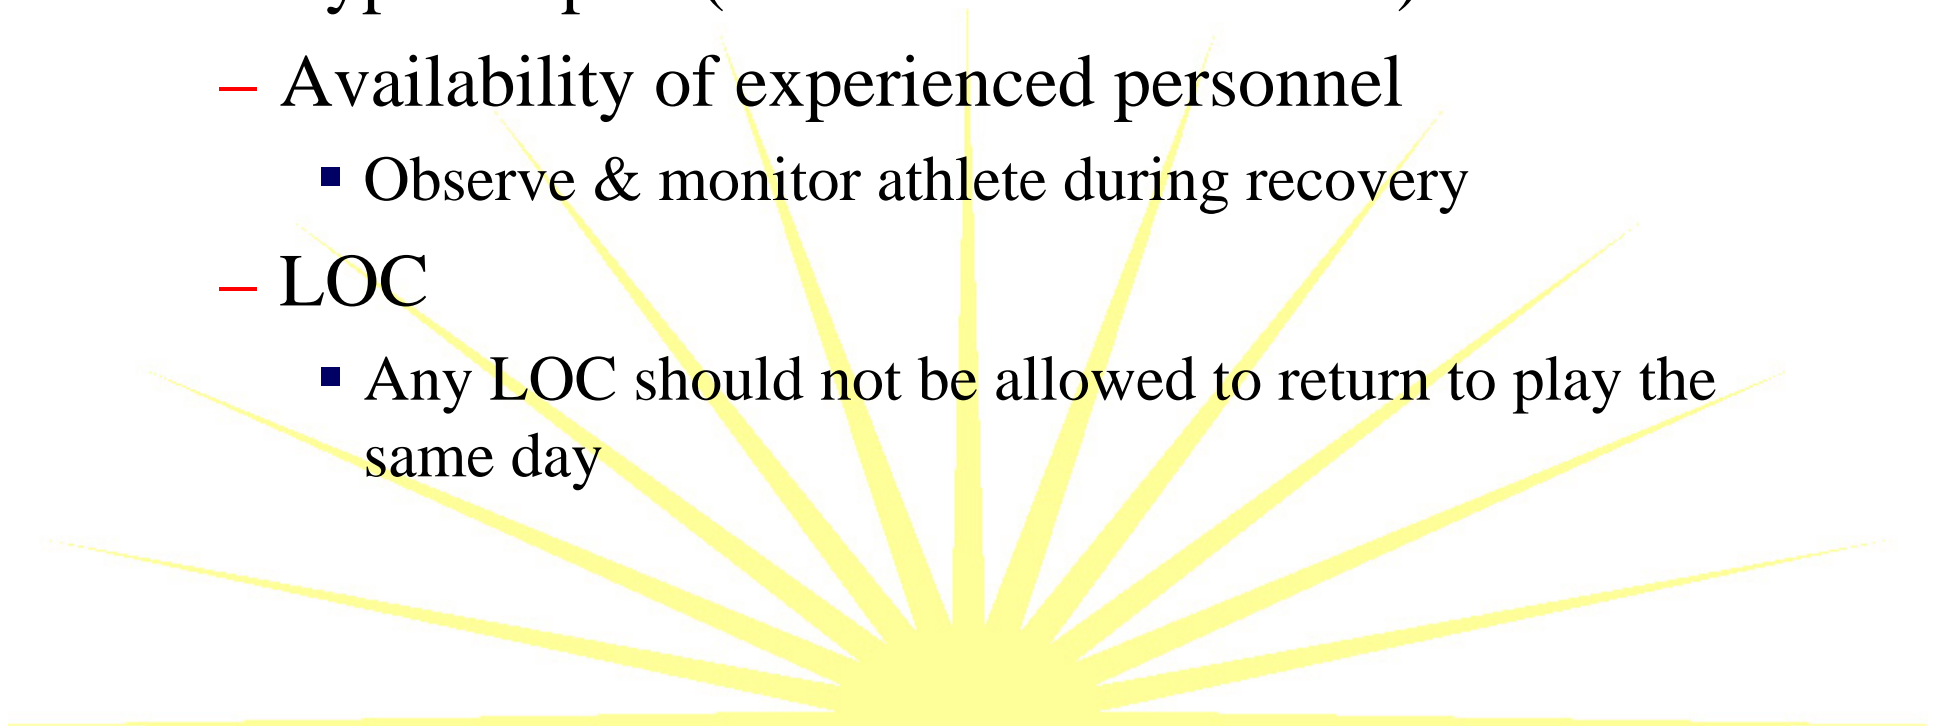 – Availability of experienced personnel
▪ Observe & monitor athlete during recovery
– LOC
▪ Any LOC should not be allowed to return to play the
same day